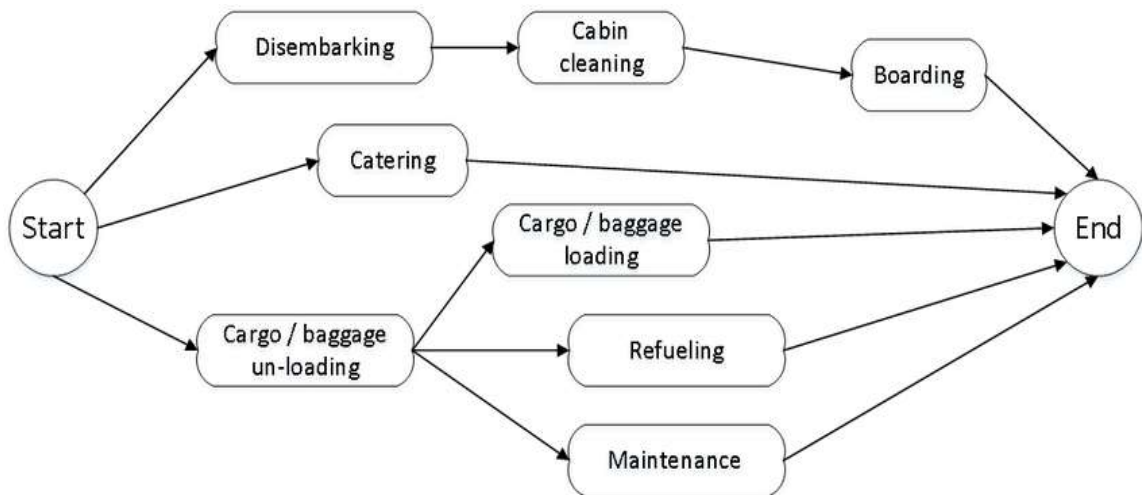 Disembarking
Cabin
cleaning
Boarding
Catering
Start
Cargo / baggage
loading
End
Cargo / baggage
un-loading
Refueling
Maintenance